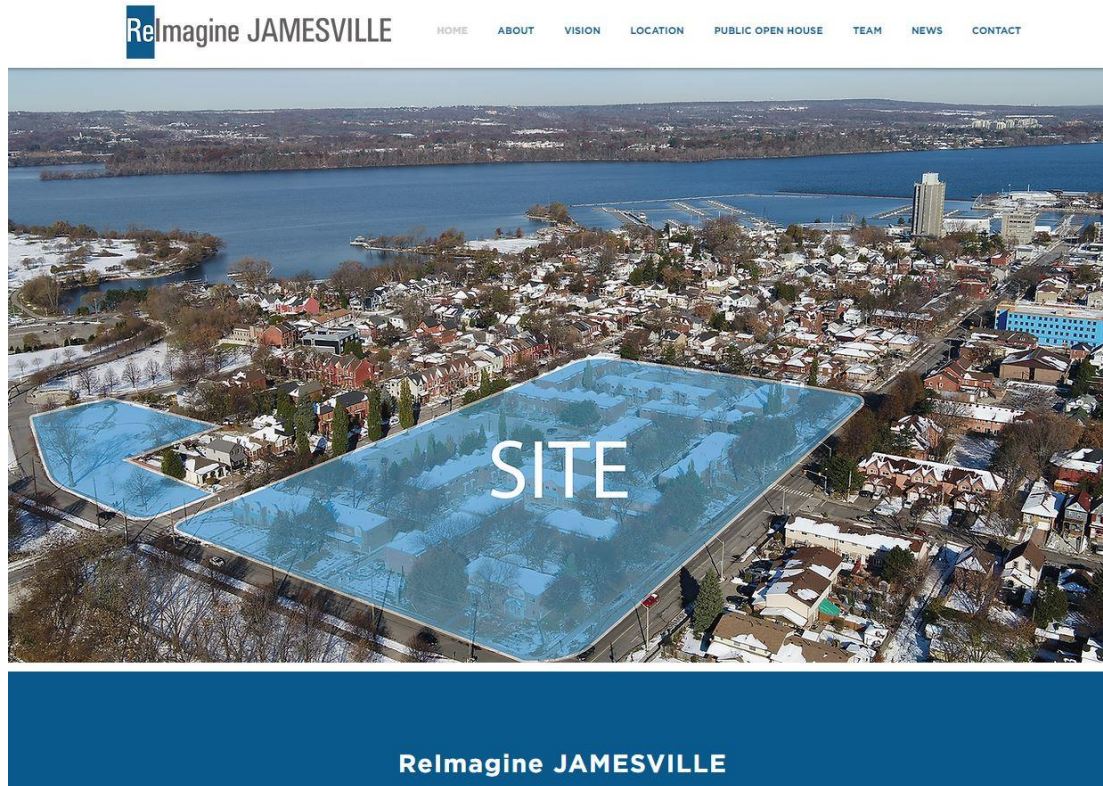 ReImagine JAMESVILLE
HOME ABOUT VISION LOCATION PUBLIC OPEN HOUSE TEAM NEWS CONTACT
SITE
ReImagine JAMESVILLE